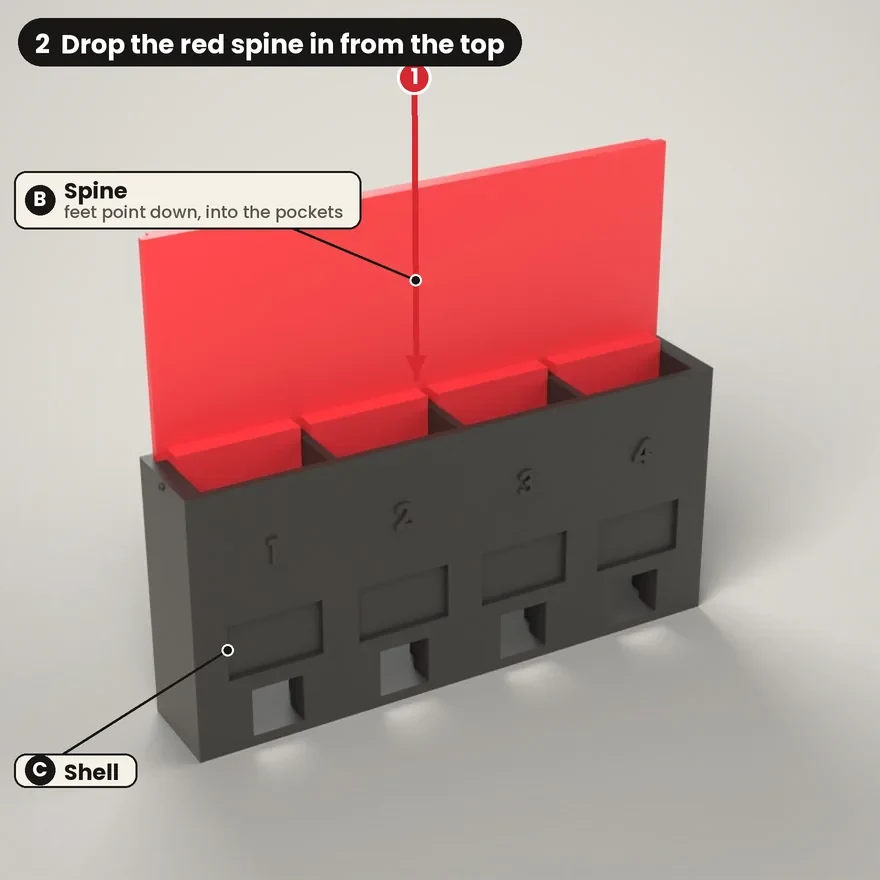 2 Drop the red spine in from the top
1
B Spine
feet point down, into the pockets
1 2 3 4
C Shell